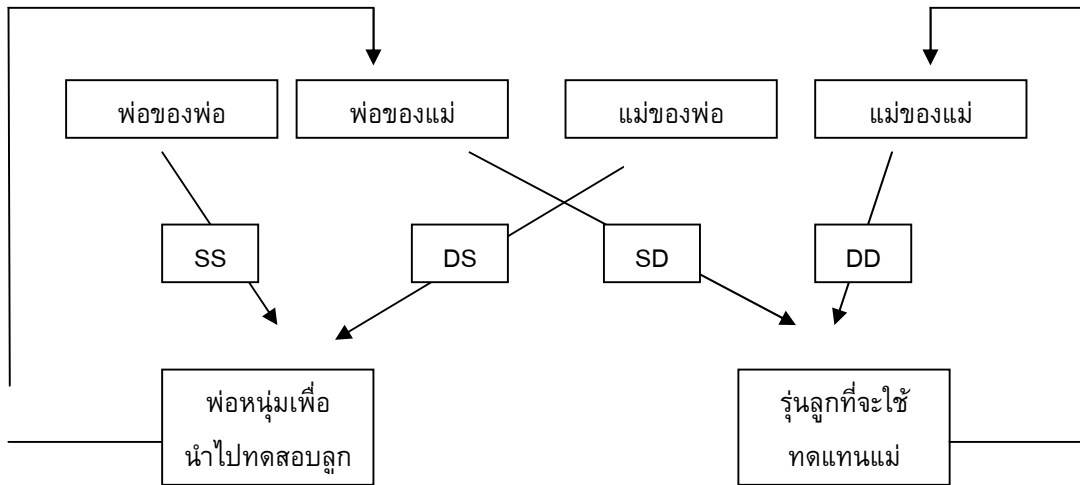 พ่อของพ่อ
พ่อของแม่
แม่ของพ่อ
แม่ของแม่
SS
DS
SD
DD
พ่อหนุ่มเพื่อ
นำไปทดสอบลูก
รุ่นลูกที่จะใช้
ทดแทนแม่